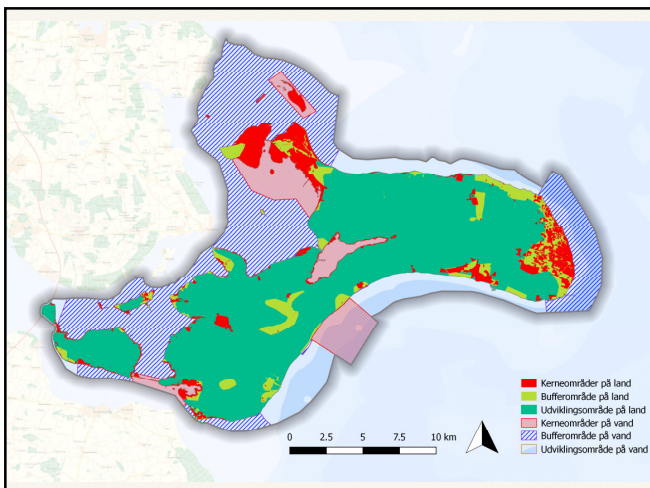 Kerneområder på land
Bufferområde på land
Udviklingsområde på land
Kerneområder på vand
Bufferområde på vand
Udviklingsområde på vand
0 2.5 5 7.5 10 km